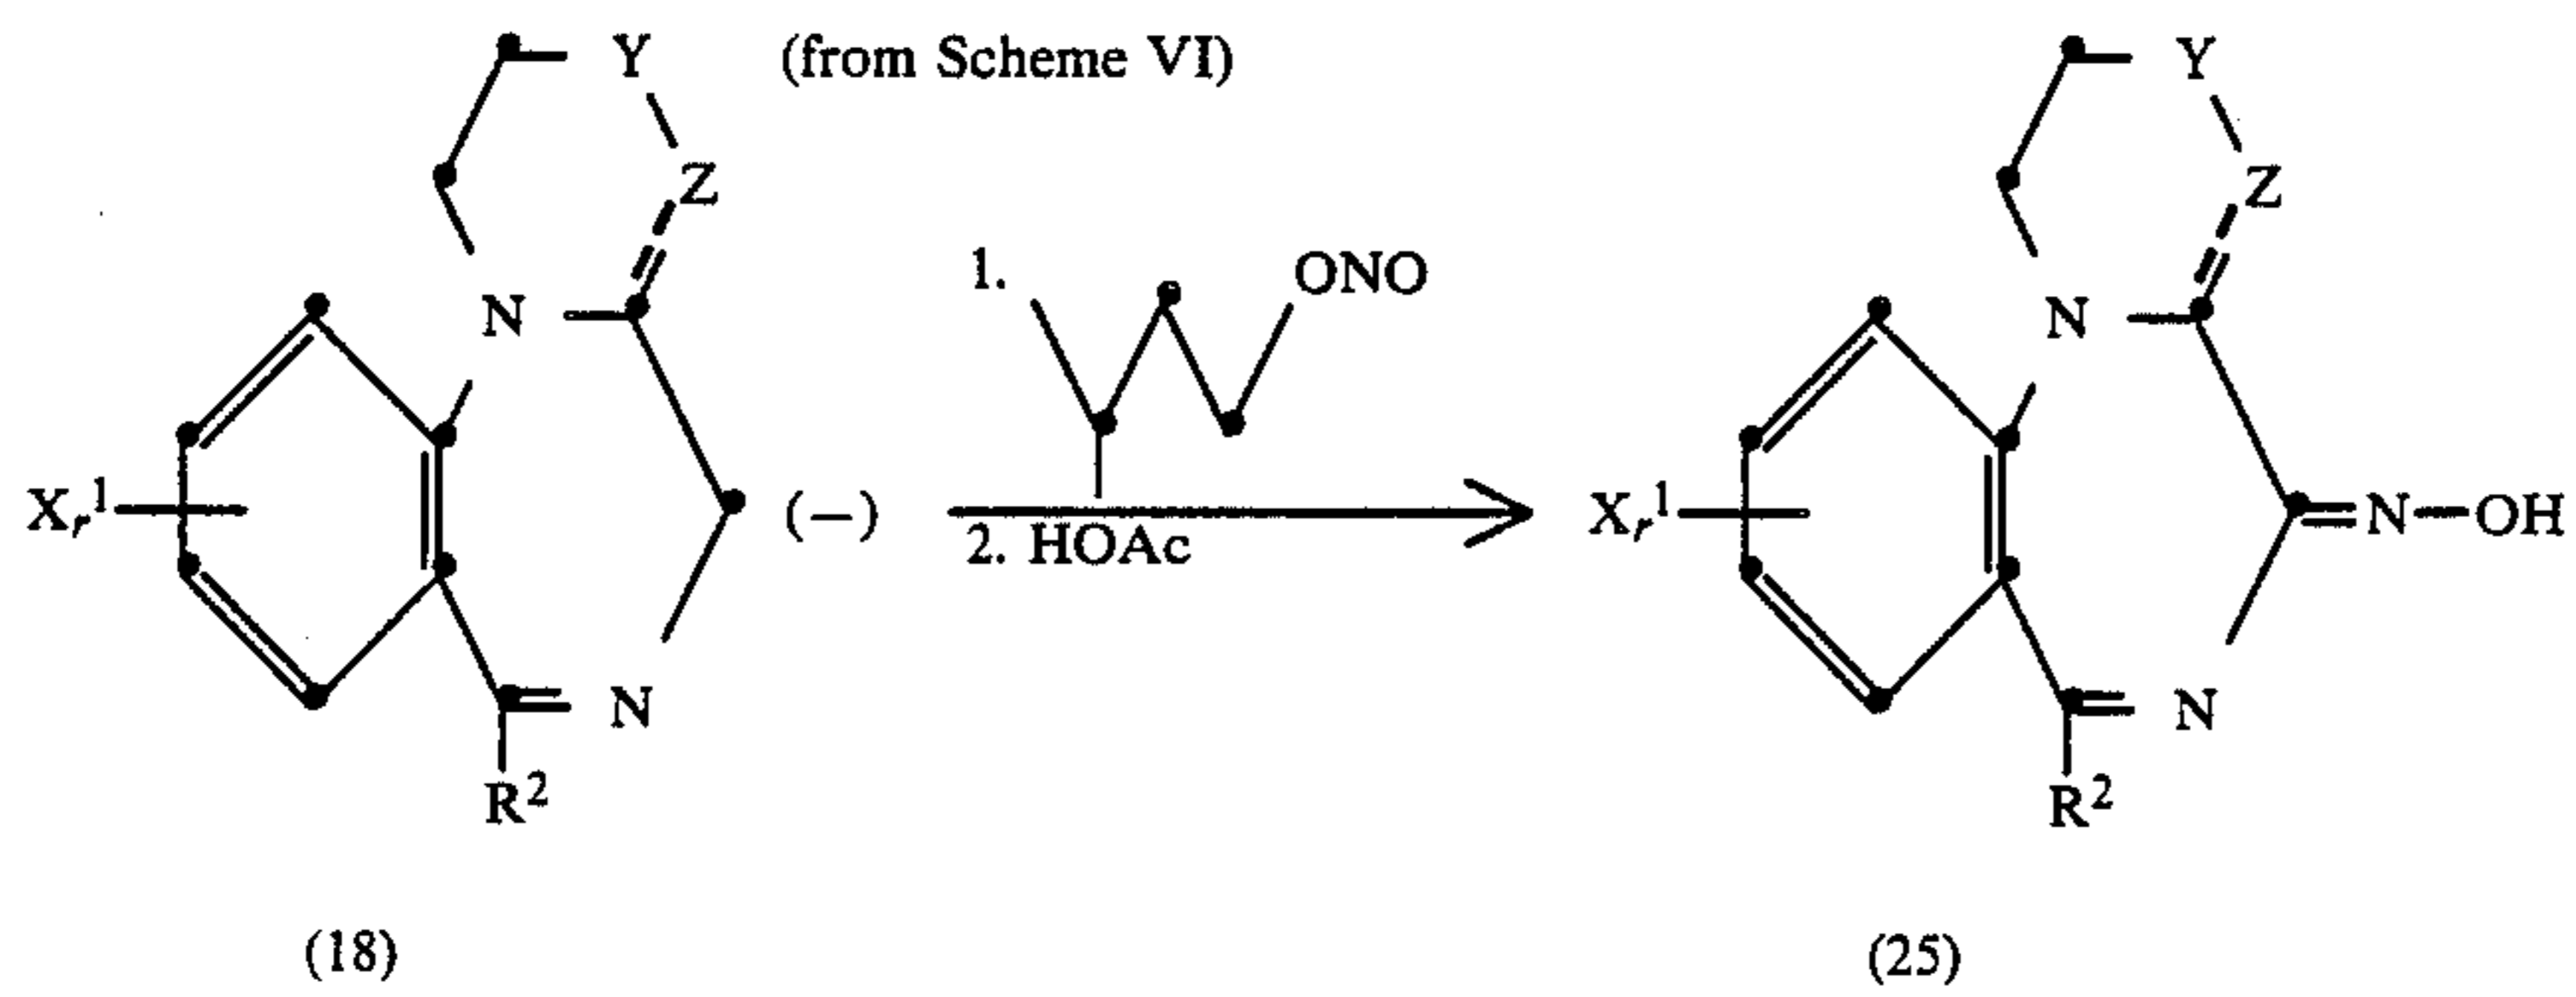 Y (from Scheme VI) Y
Z Z
1. ONO
N N
X_r^1 (−) X_r^1 =N—OH
2. HOAc
N N
R^2 R^2
(18) (25)